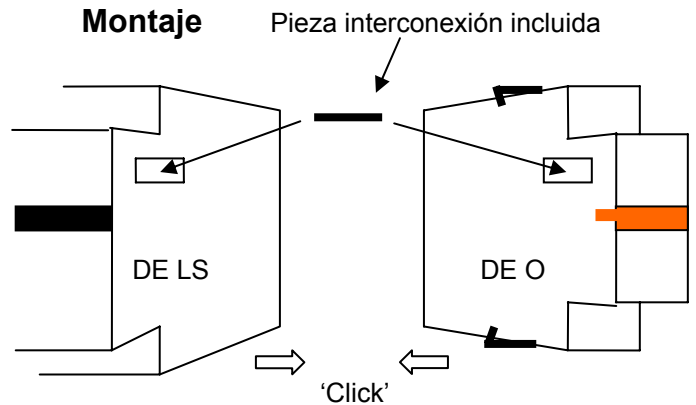 Montaje
Pieza interconexión incluida
DE LS
DE O
‘Click’